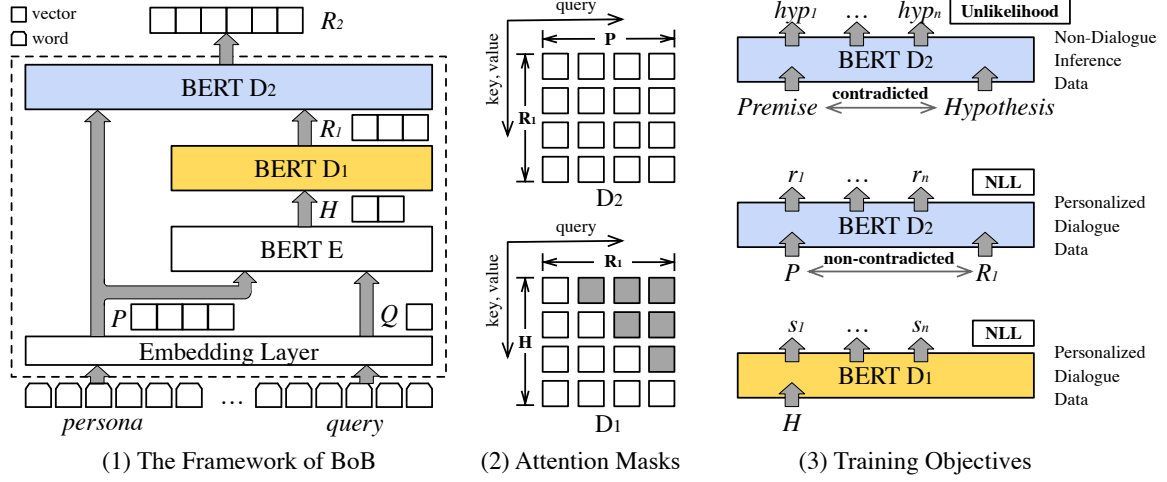 vector
word
R2
BERT D2
R1
BERT D1
H
BERT E
P
Q
Embedding Layer
...
persona
query
(1) The Framework of BoB
query
P
key, value
R1
D2
query
R1
key, value
H
D1
(2) Attention Masks
hyp1 ... hypn
Unlikelihood
BERT D2
Non-Dialogue
Inference
Data
Premise
contradicted
Hypothesis
r1 ... rn
NLL
BERT D2
Personalized
Dialogue
Data
P
non-contradicted
R1
s1 ... sn
NLL
BERT D1
Personalized
Dialogue
Data
H
(3) Training Objectives